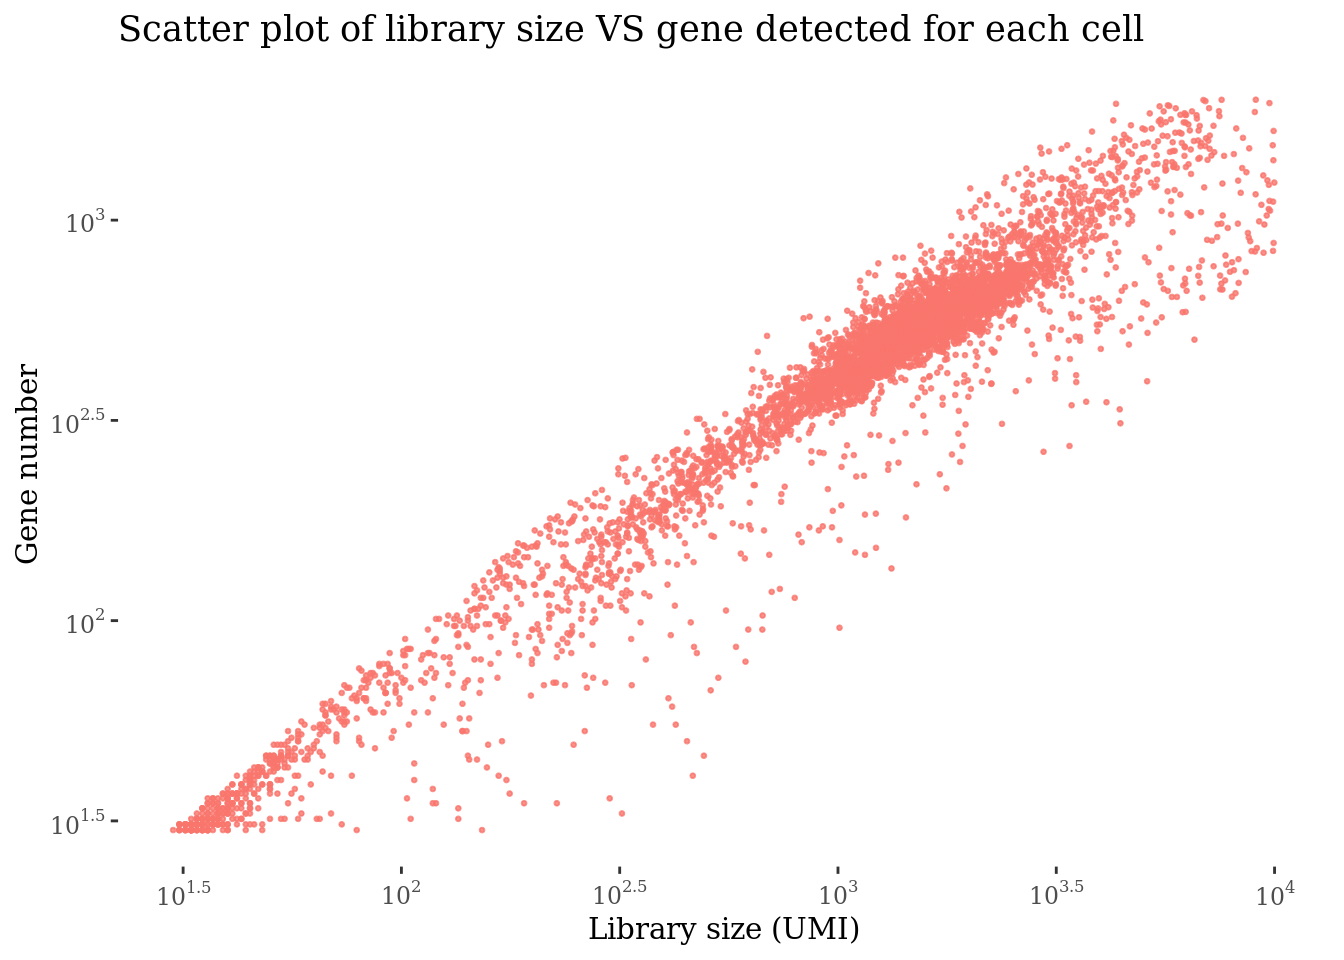 Scatter plot of library size VS gene detected for each cell
Gene number
10^3
10^2.5
10^2
10^1.5
10^1.5 10^2 10^2.5 10^3 10^3.5 10^4
Library size (UMI)